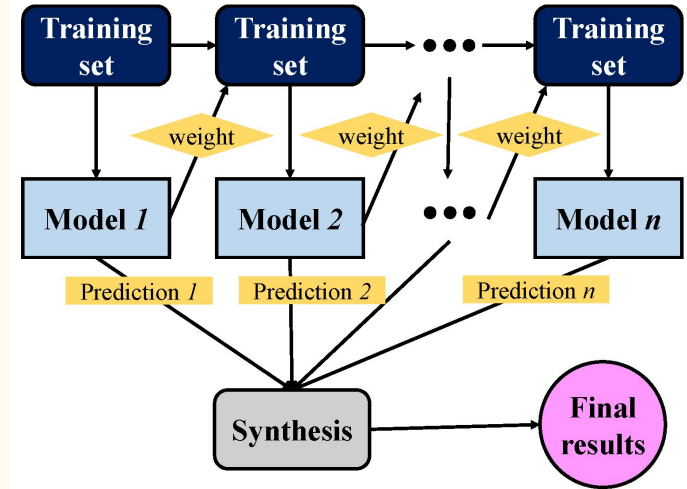 Training
set
Training
set
Training
set
weight
weight
weight
Model 1
Model 2
Model n
Prediction 1
Prediction 2
Prediction n
Synthesis
Final
results